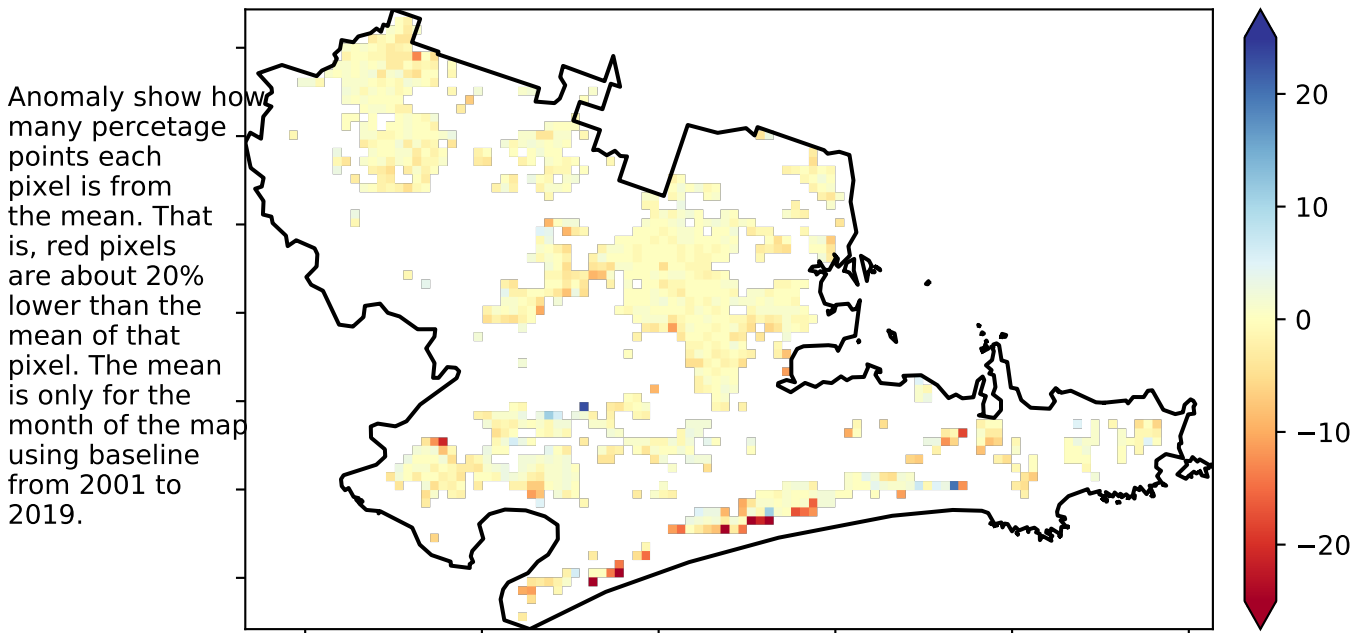 Anomaly show how
many percetage
points each
pixel is from
the mean. That
is, red pixels
are about 20%
lower than the
mean of that
pixel. The mean
is only for the
month of the map
using baseline
from 2001 to
2019.
20
10
0
−10
−20